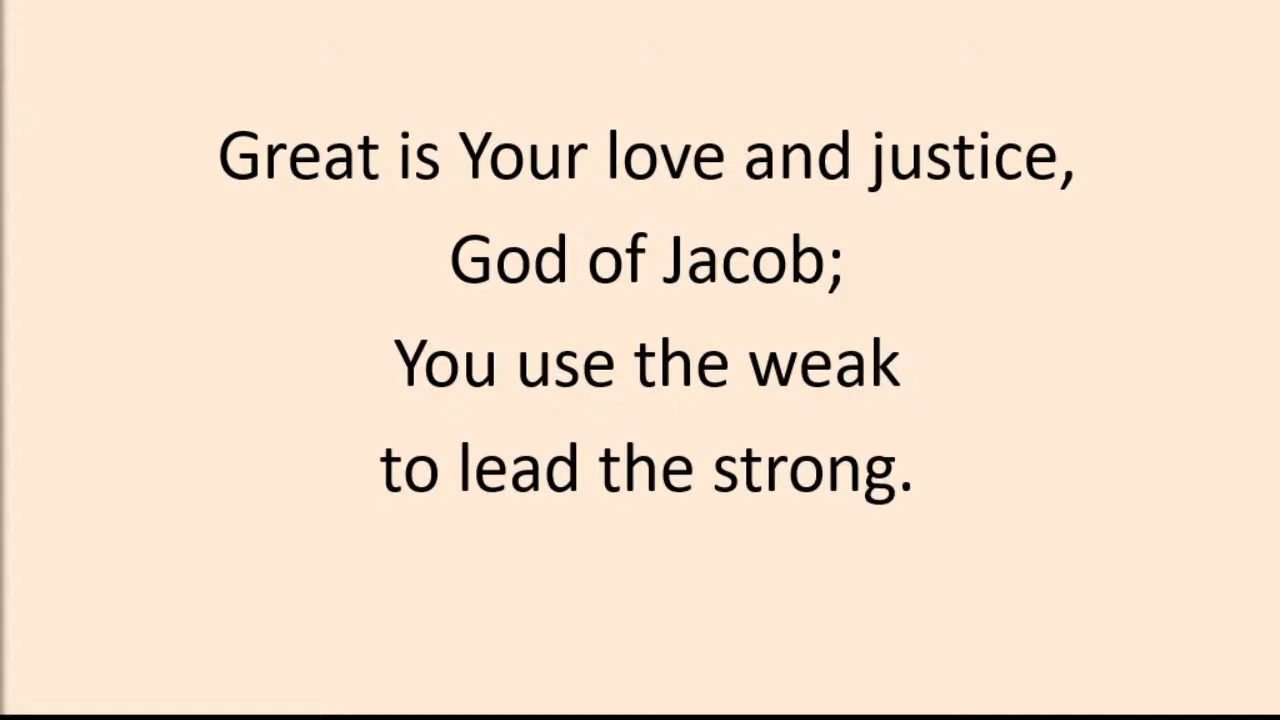 Great is Your love and justice,
God of Jacob;
You use the weak
to lead the strong.